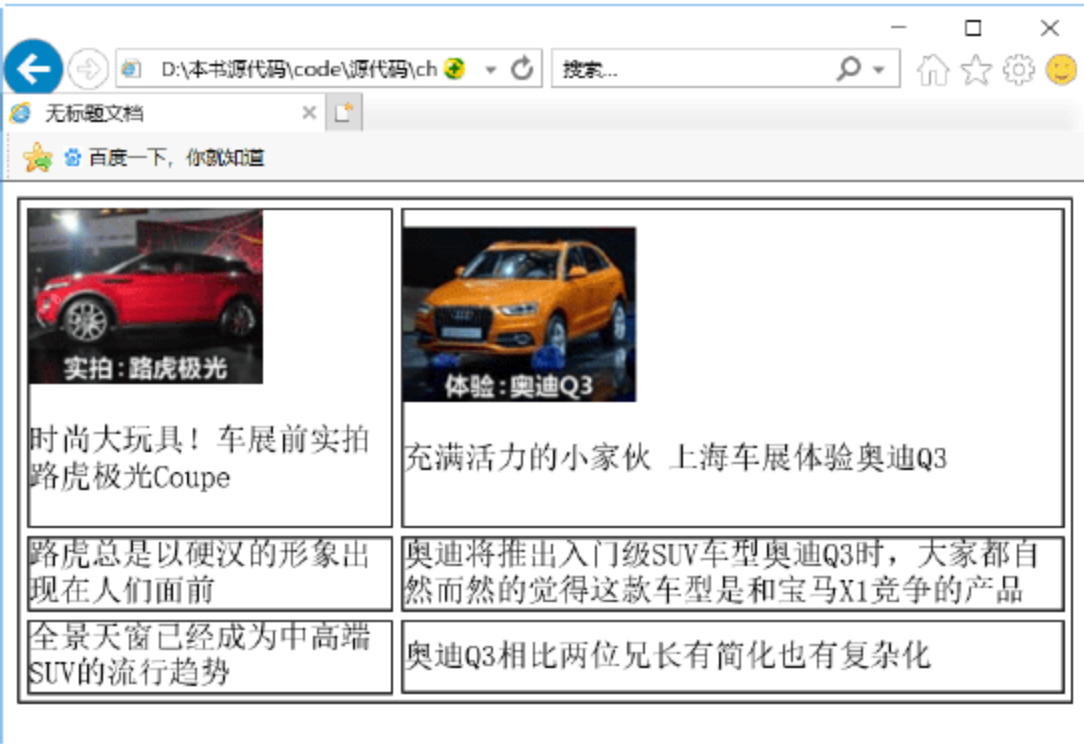 D:\本书源代码\code\源代码\ch
搜索...
无标题文档
百度一下，你就知道
实拍:路虎极光
体验:奥迪Q3
时尚大玩具！车展前实拍
路虎极光Coupe
充满活力的小家伙 上海车展体验奥迪Q3
路虎总是以硬汉的形象出
现在人们面前
奥迪将推出入门级SUV车型奥迪Q3时，大家都自
然而然的觉得这款车型是和宝马X1竞争的产品
全景天窗已经成为中高端
SUV的流行趋势
奥迪Q3相比两位兄长有简化也有复杂化